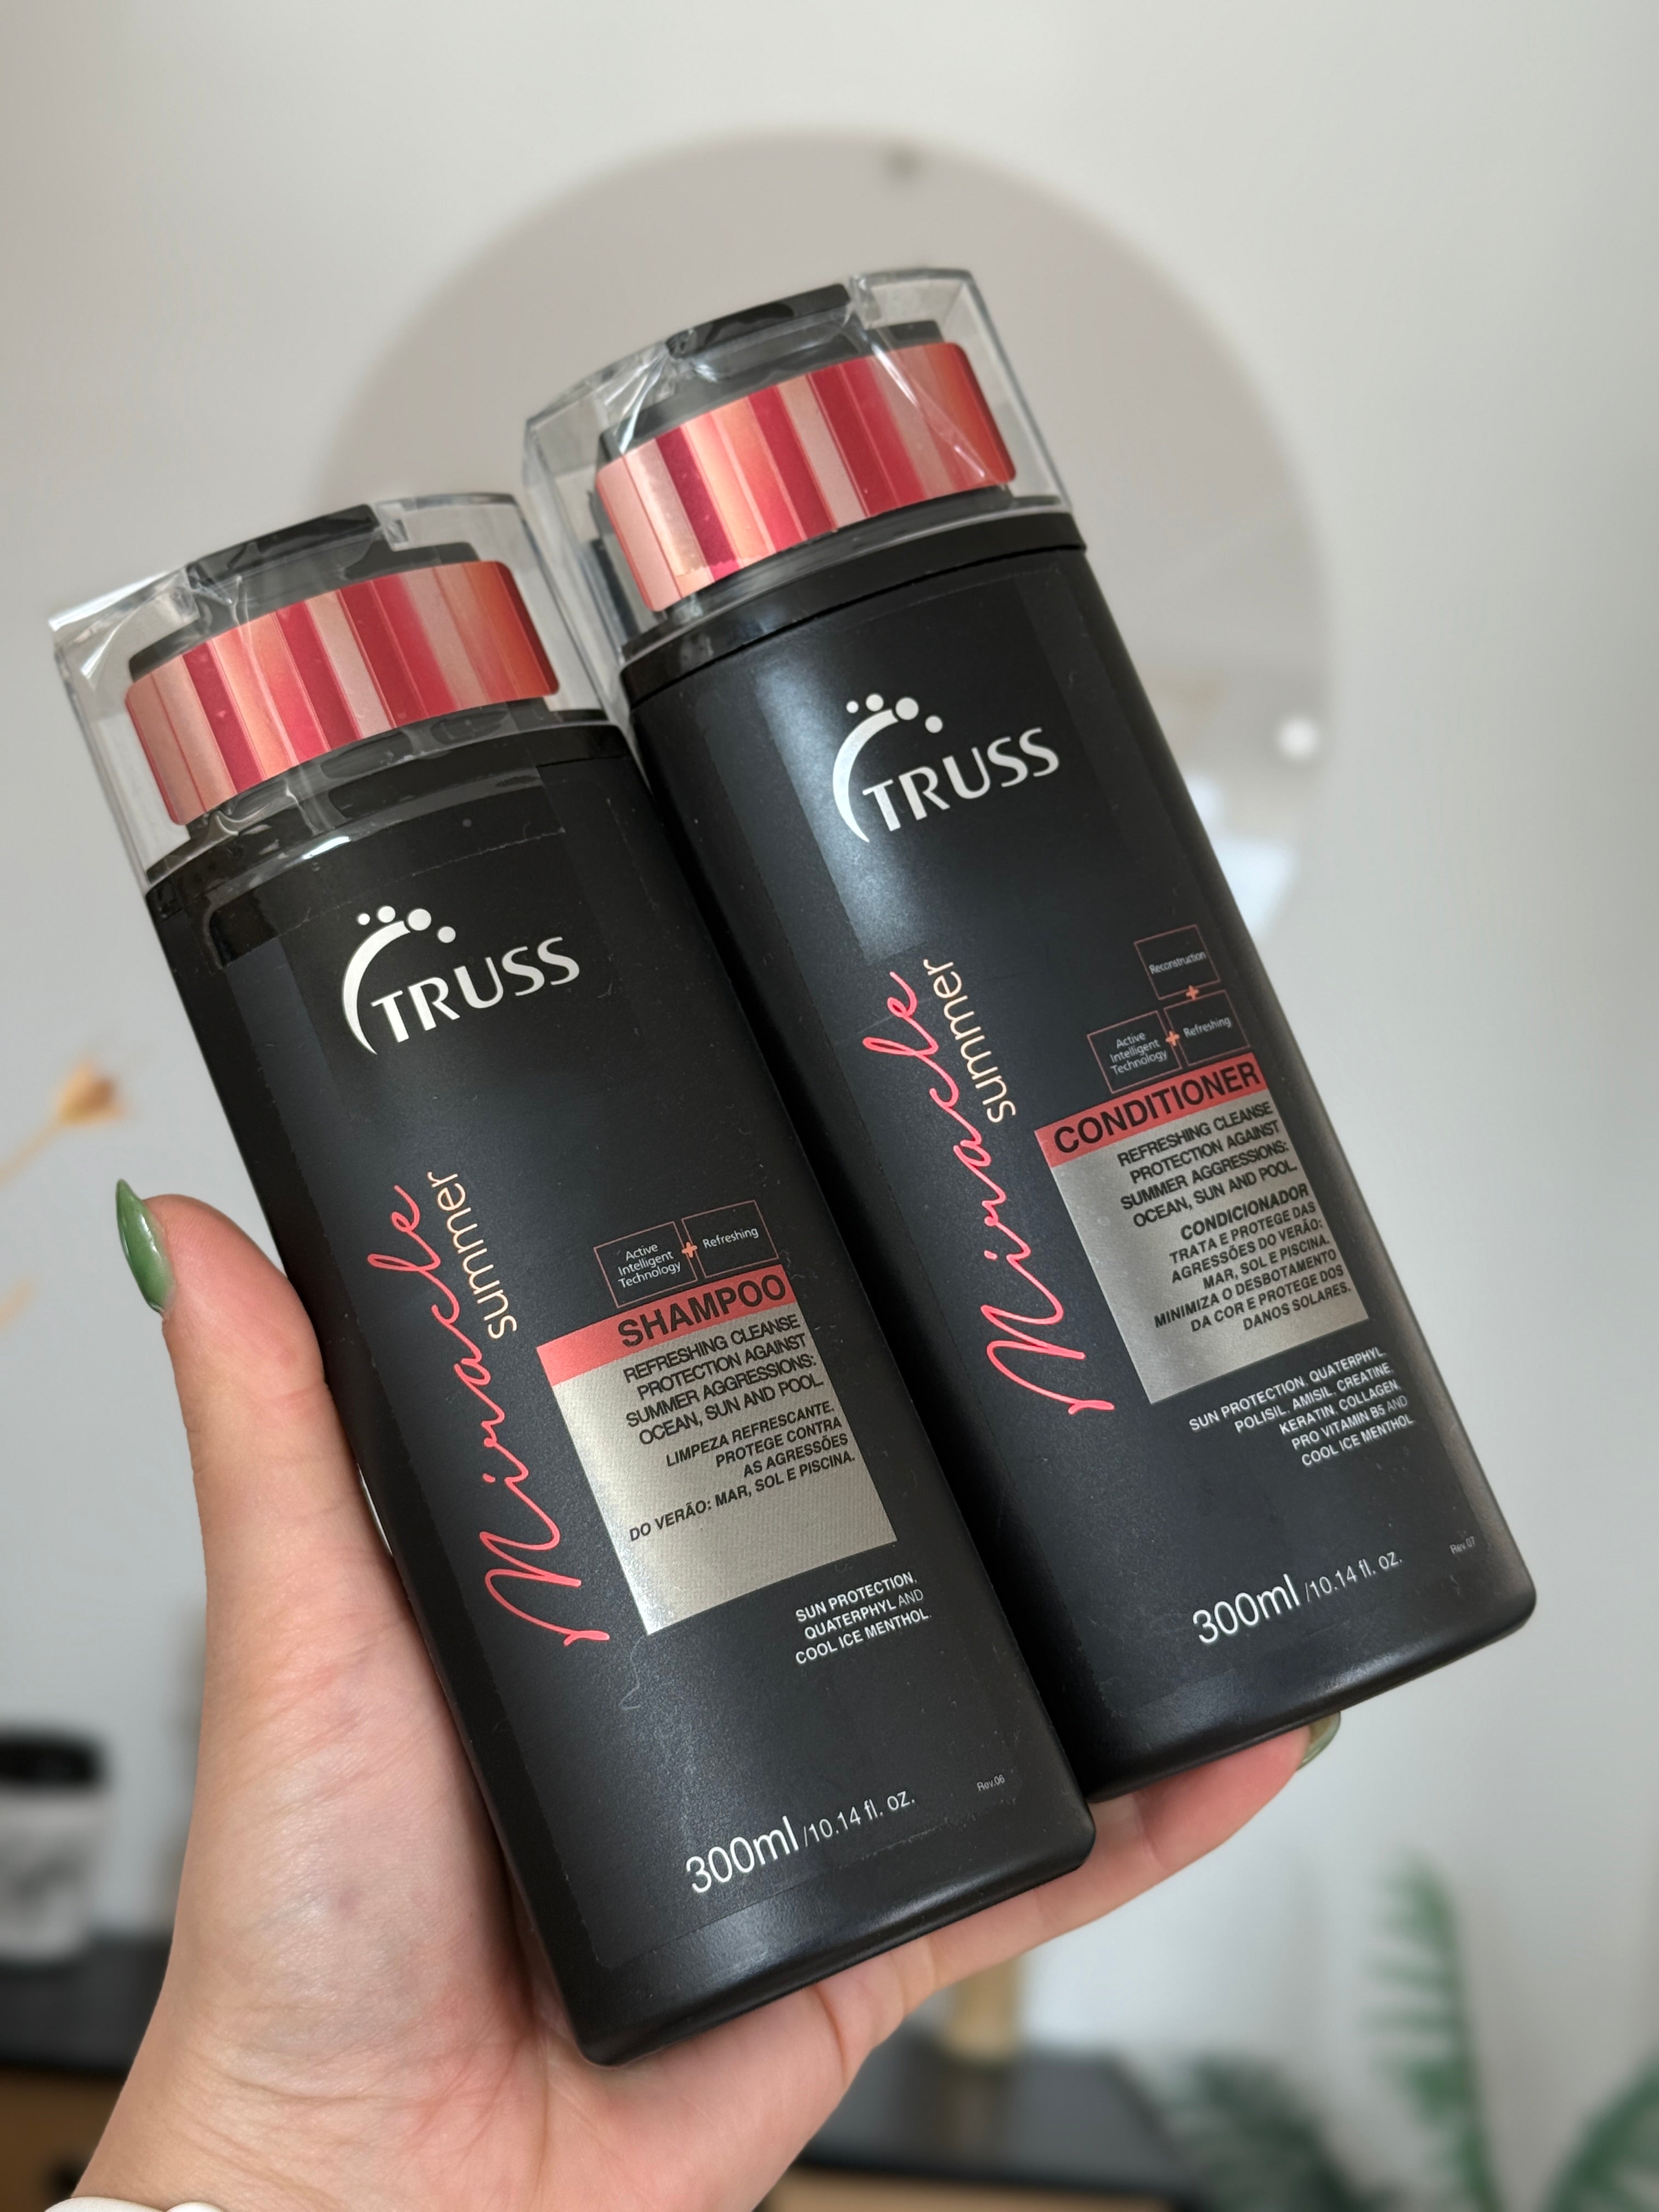 TRUSS
Miracle
summer
Active
Intelligent
Technology
+
Refreshing
SHAMPOO
REFRESHING CLEANSE
PROTECTION AGAINST
SUMMER AGGRESSIONS:
OCEAN, SUN AND POOL.
LIMPEZA REFRESCANTE.
PROTEGE CONTRA
AS AGRESSÕES
DO VERÃO: MAR, SOL E PISCINA.
SUN PROTECTION,
QUATERPHYL AND
COOL ICE MENTHOL.
300ml/10.14 fl. oz.
Rev.06
TRUSS
Miracle
summer
Reconstruction
+
Active
Intelligent
Technology
+
Refreshing
CONDITIONER
REFRESHING CLEANSE
PROTECTION AGAINST
SUMMER AGGRESSIONS:
OCEAN, SUN AND POOL.
CONDICIONADOR
TRATA E PROTEGE DAS
AGRESSÕES DO VERÃO:
MAR, SOL E PISCINA.
MINIMIZA O DESBOTAMENTO
DA COR E PROTEGE DOS
DANOS SOLARES.
SUN PROTECTION, QUATERPHYL,
POLISIL, AMISIL, CREATINE,
KERATIN, COLLAGEN,
PRO VITAMIN B5 AND
COOL ICE MENTHOL.
300ml/10.14 fl. oz.
Rev.07